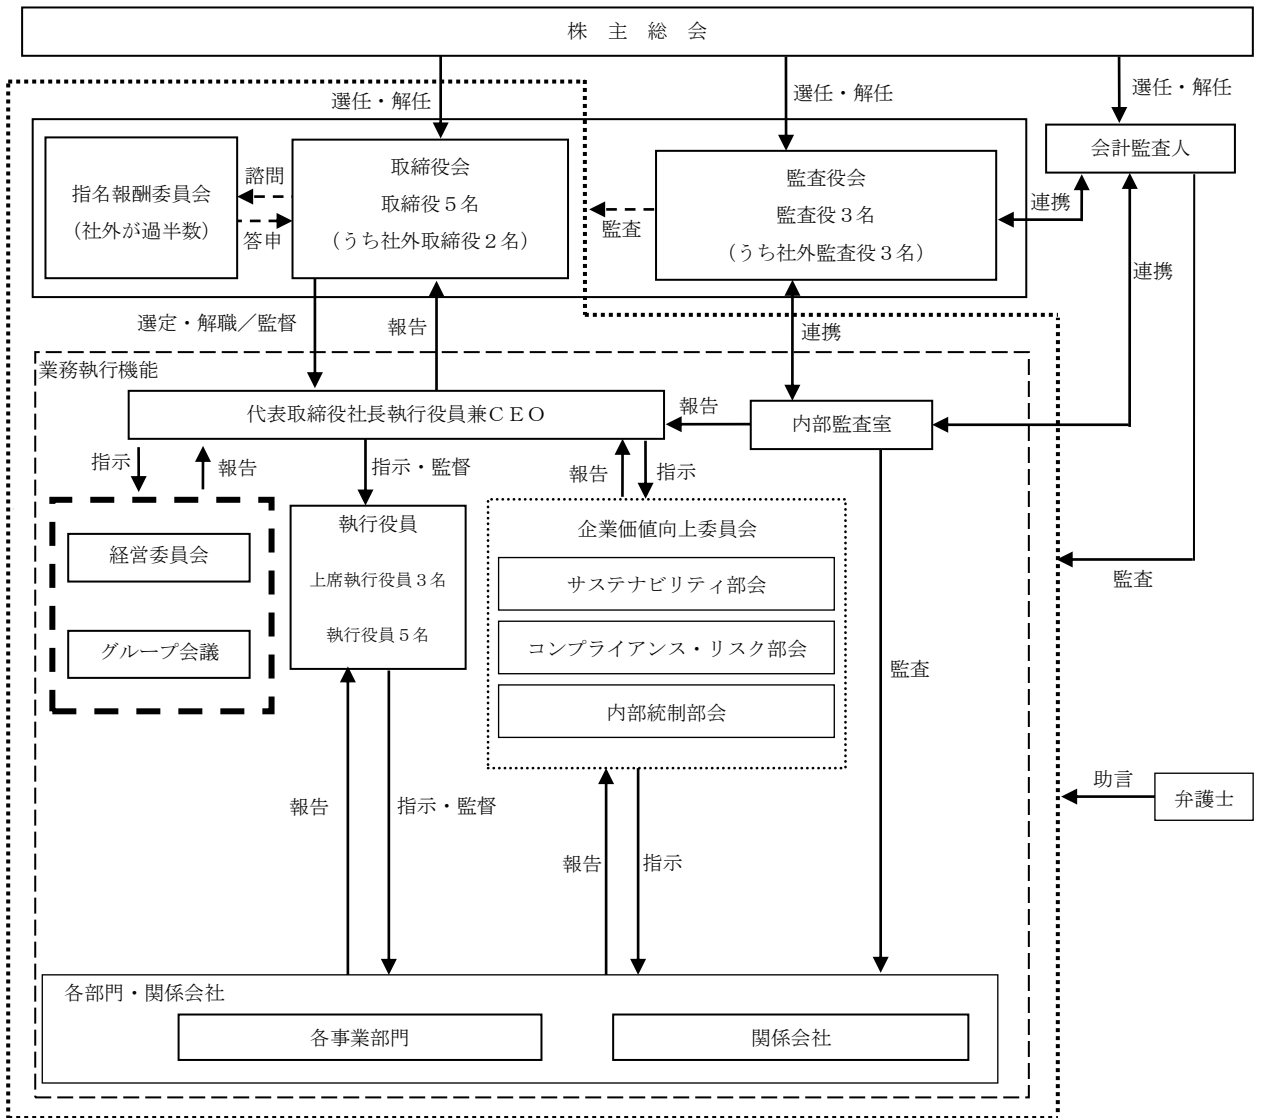 株　主　総　会
選任・解任
選任・解任
選任・解任
会計監査人
指名報酬委員会
（社外が過半数）
諮問
答申
取締役会
取締役５名
（うち社外取締役２名）
監査
監査役会
監査役３名
（うち社外監査役３名）
連携
連携
選定・解職／監督
報告
連携
業務執行機能
代表取締役社長執行役員兼ＣＥＯ
報告
内部監査室
指示
報告
指示・監督
報告
指示
経営委員会
グループ会議
執行役員
上席執行役員３名
執行役員５名
企業価値向上委員会
サステナビリティ部会
コンプライアンス・リスク部会
内部統制部会
監査
監査
助言
弁護士
報告
指示・監督
報告
指示
各部門・関係会社
各事業部門
関係会社